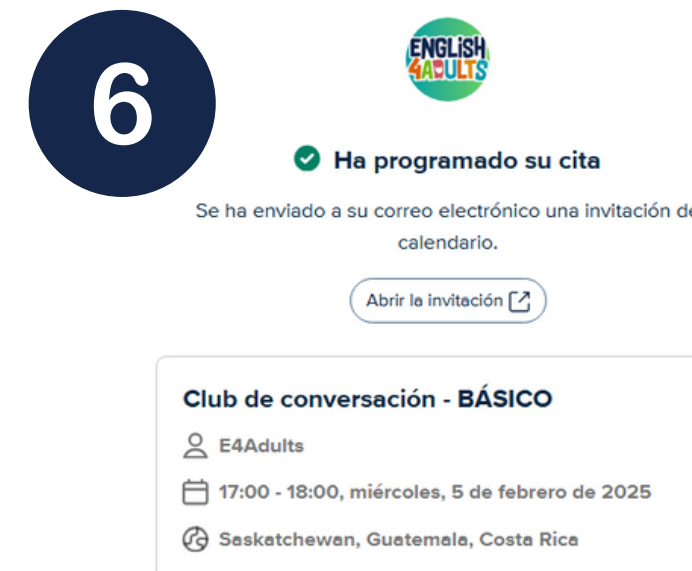 6
ENGLISH
4ADULTS
Ha programado su cita
Se ha enviado a su correo electrónico una invitación de
calendario.
Abrir la invitación
Club de conversación - BÁSICO
E4Adults
17:00 - 18:00, miércoles, 5 de febrero de 2025
Saskatchewan, Guatemala, Costa Rica